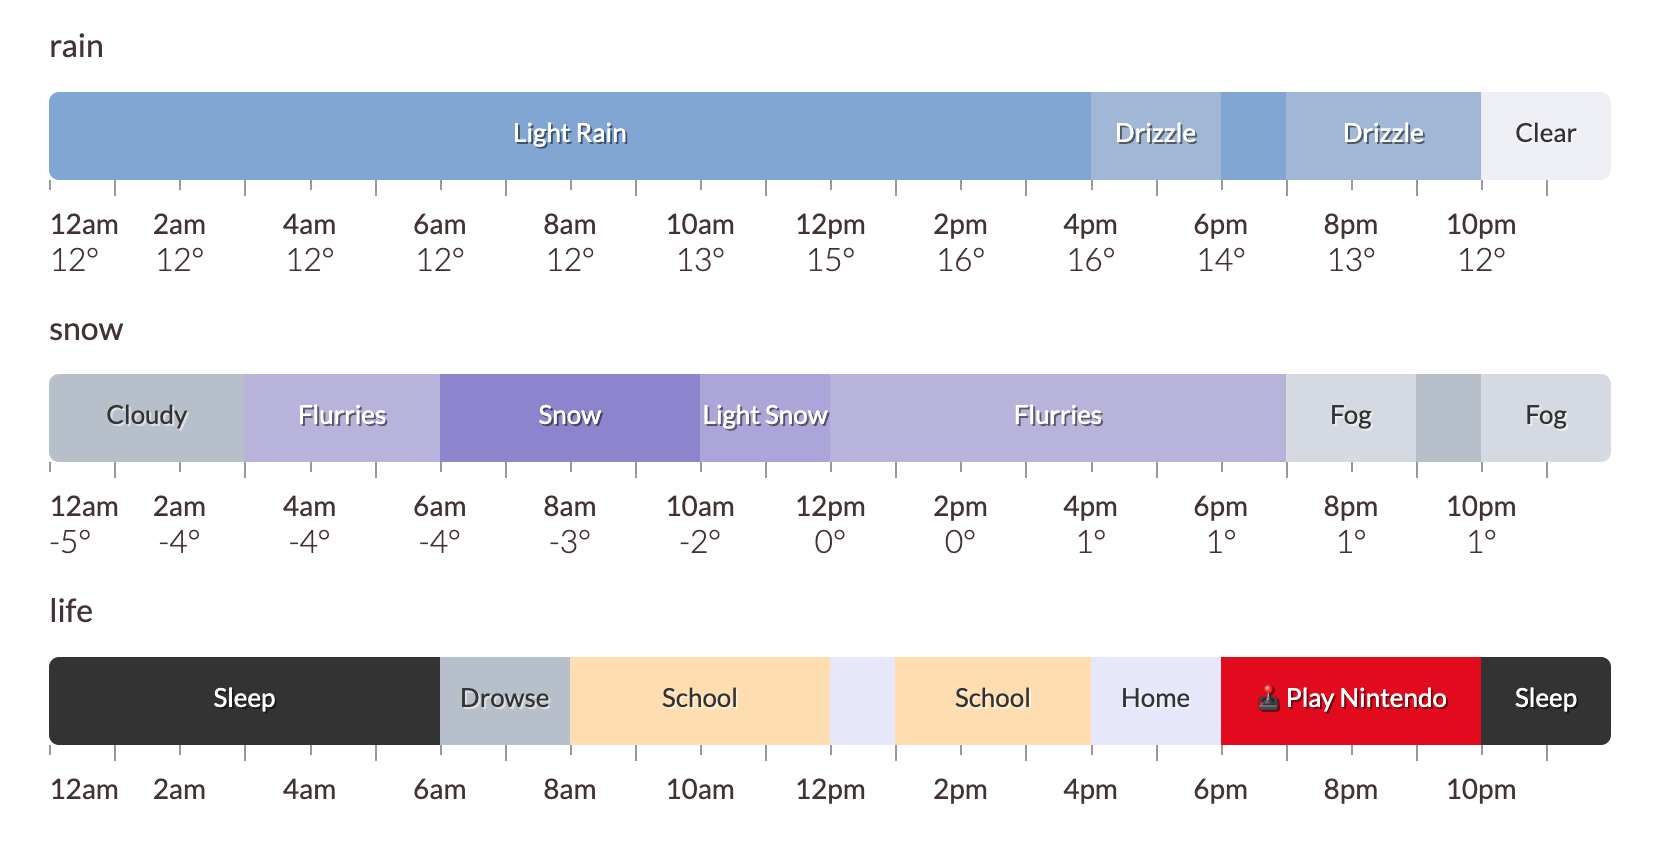 rain
Light Rain Drizzle Drizzle Clear
12am 2am 4am 6am 8am 10am 12pm 2pm 4pm 6pm 8pm 10pm
12° 12° 12° 12° 12° 13° 15° 16° 16° 14° 13° 12°
snow
Cloudy Flurries Snow Light Snow Flurries Fog Fog
12am 2am 4am 6am 8am 10am 12pm 2pm 4pm 6pm 8pm 10pm
-5° -4° -4° -4° -3° -2° 0° 0° 1° 1° 1° 1°
life
Sleep Drowse School School Home 🕹 Play Nintendo Sleep
12am 2am 4am 6am 8am 10am 12pm 2pm 4pm 6pm 8pm 10pm